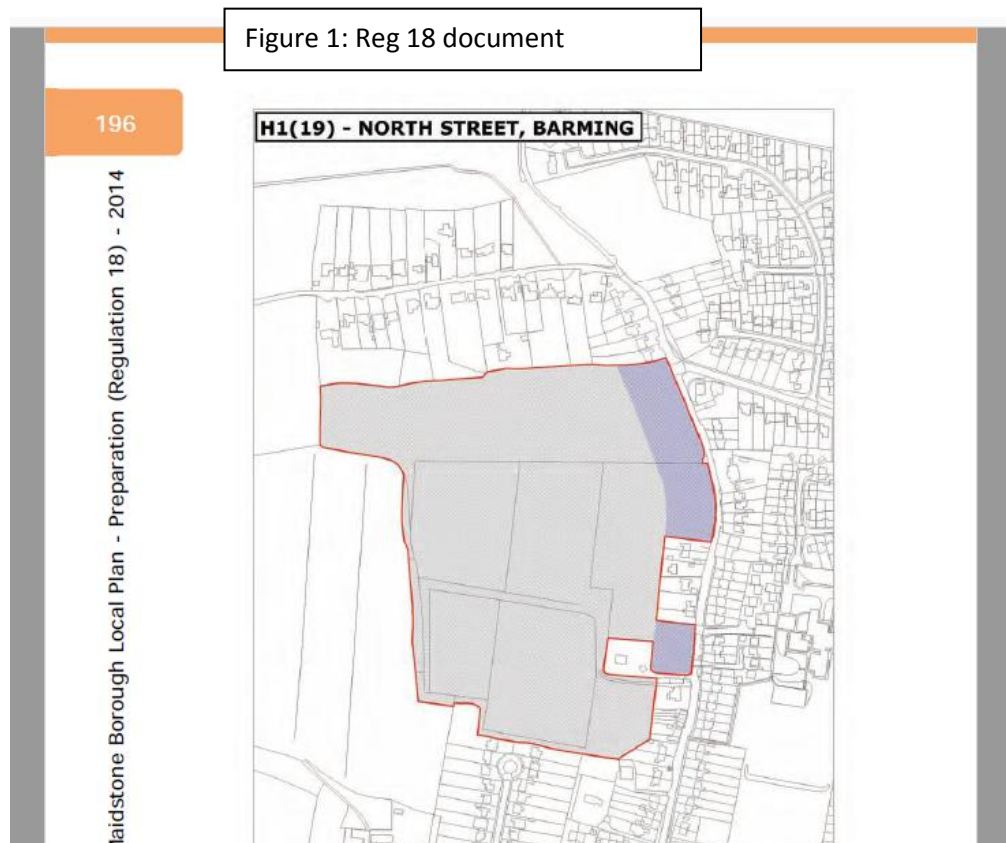 Figure 1: Reg 18 document
196
H1(19) - NORTH STREET, BARMING
Maidstone Borough Local Plan - Preparation (Regulation 18) - 2014